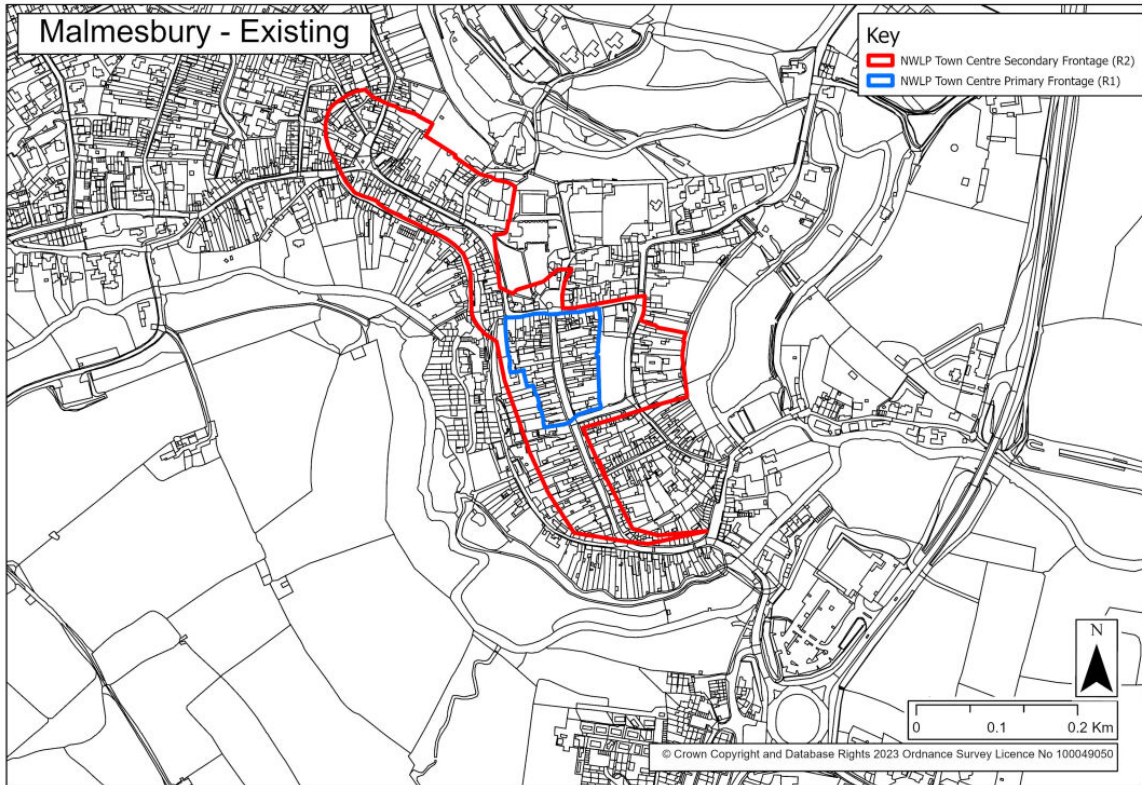 Malmesbury - Existing
Key
NWLP Town Centre Secondary Frontage (R2)
NWLP Town Centre Primary Frontage (R1)
N
0 0.1 0.2 Km
© Crown Copyright and Database Rights 2023 Ordnance Survey Licence No 100049050